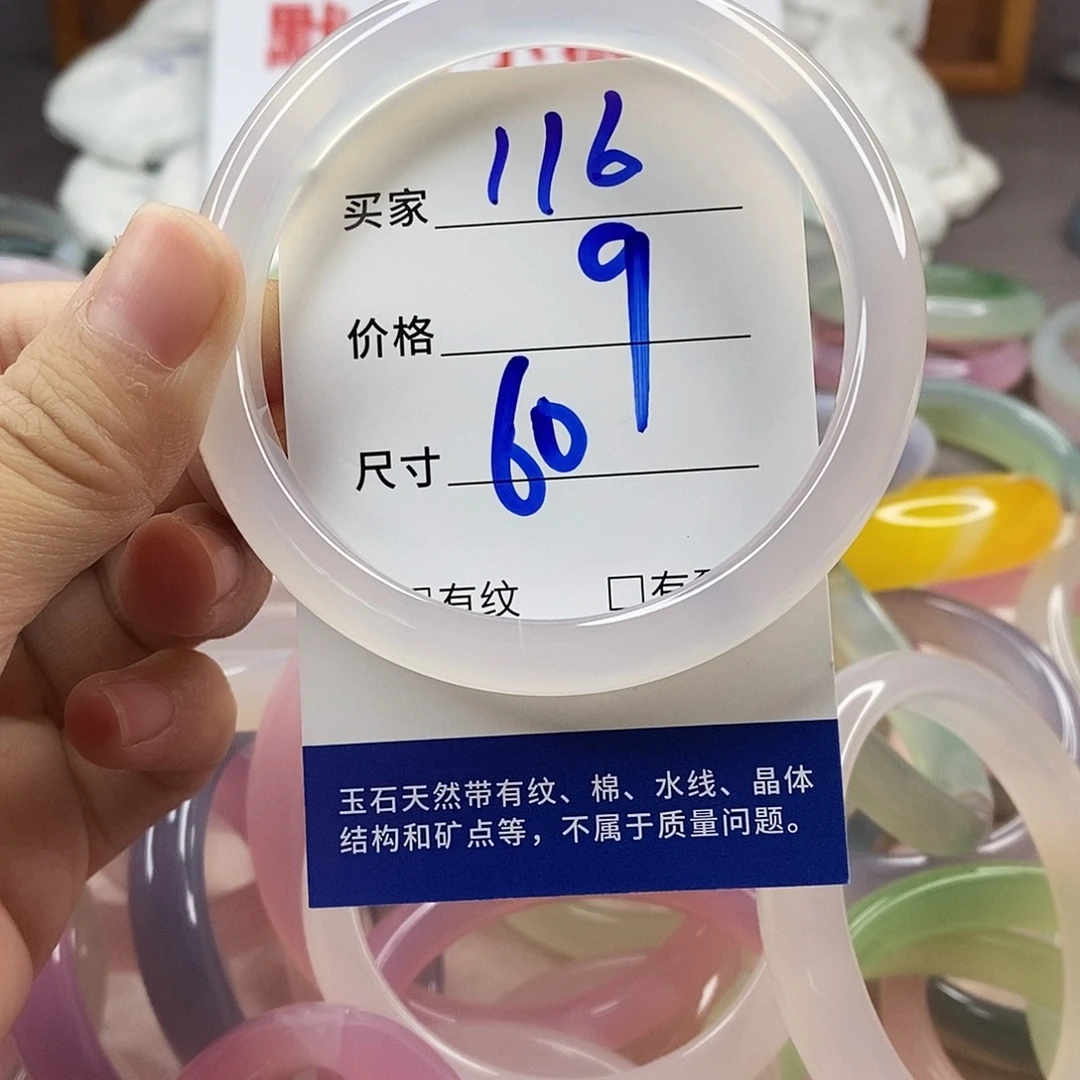 买家 116
价格 9
尺寸 60
有纹 □有
玉石天然带有纹、棉、水线、晶体
结构和矿点等，不属于质量问题。